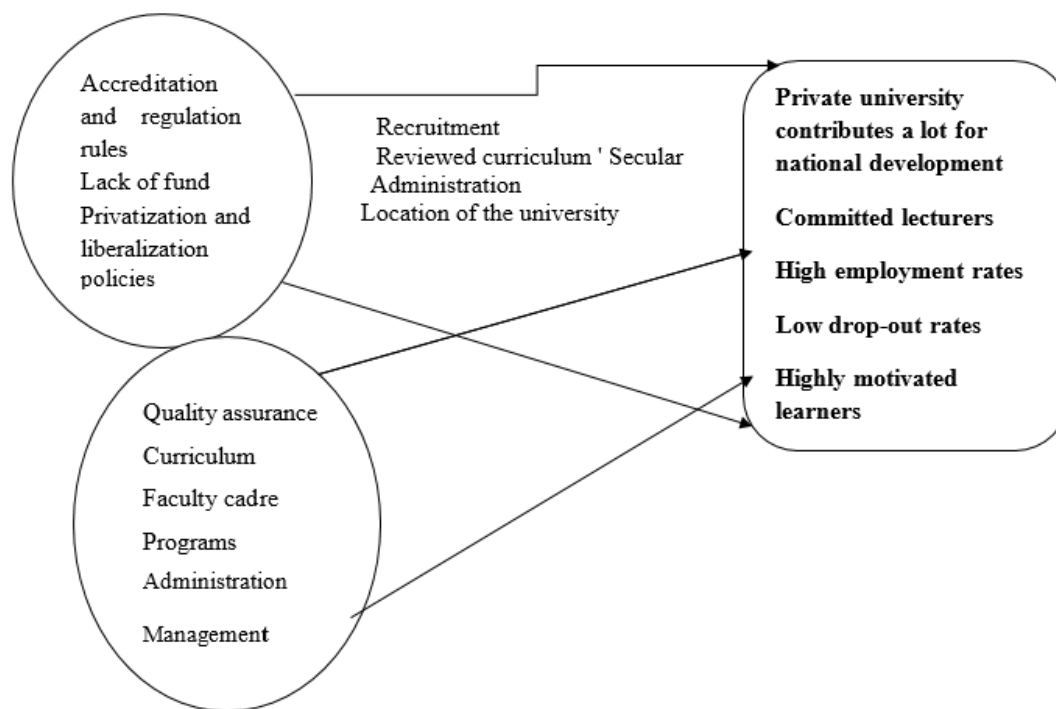 Accreditation
and regulation
rules
Lack of fund
Privatization and
liberalization
policies
Recruitment
Reviewed curriculum ' Secular
Administration
Location of the university
Private university
contributes a lot for
national development
Committed lecturers
High employment rates
Low drop-out rates
Highly motivated
learners
Quality assurance
Curriculum
Faculty cadre
Programs
Administration
Management